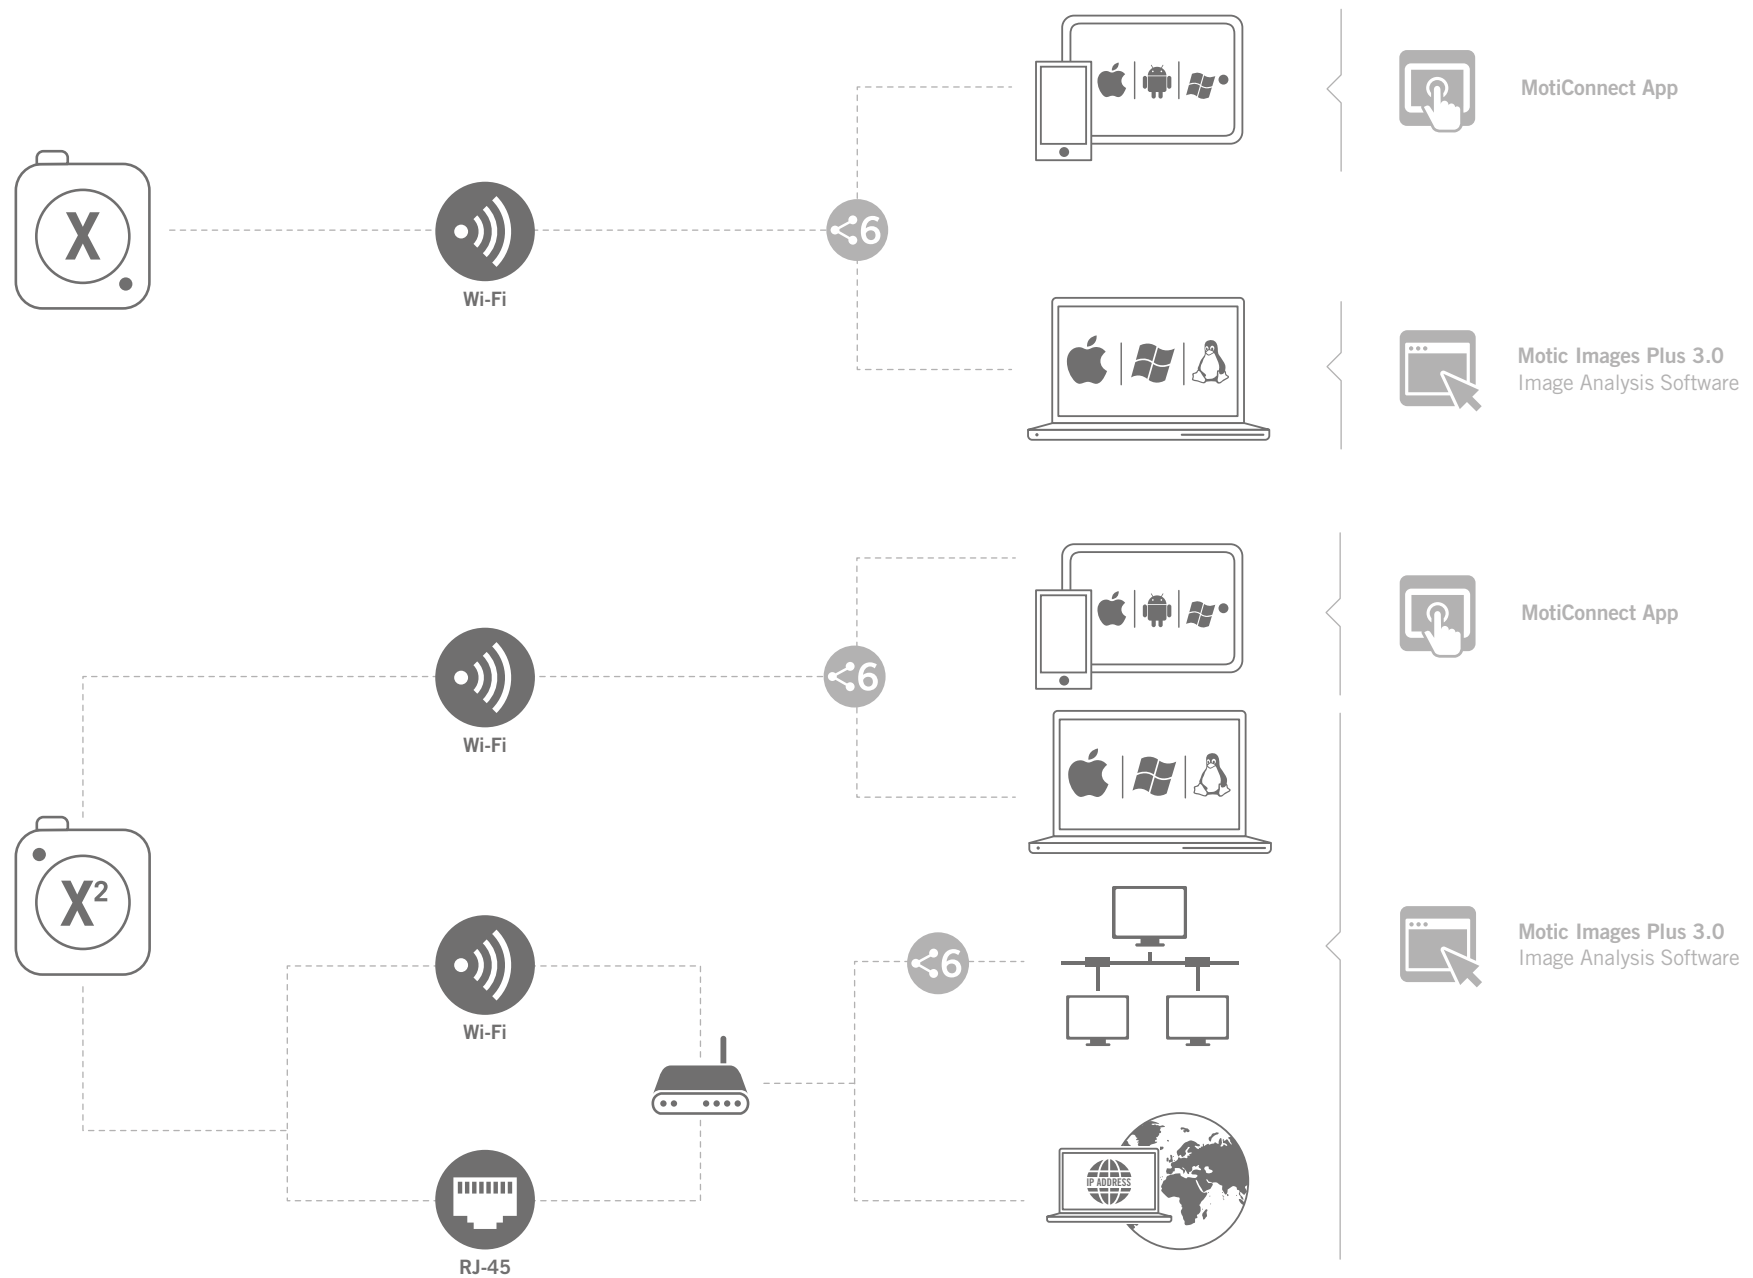 MotiConnect App
X
6
Wi-Fi
Motic Images Plus 3.0
Image Analysis Software
MotiConnect App
6
Wi-Fi
X²
Motic Images Plus 3.0
Image Analysis Software
6
Wi-Fi
IP ADDRESS
RJ-45